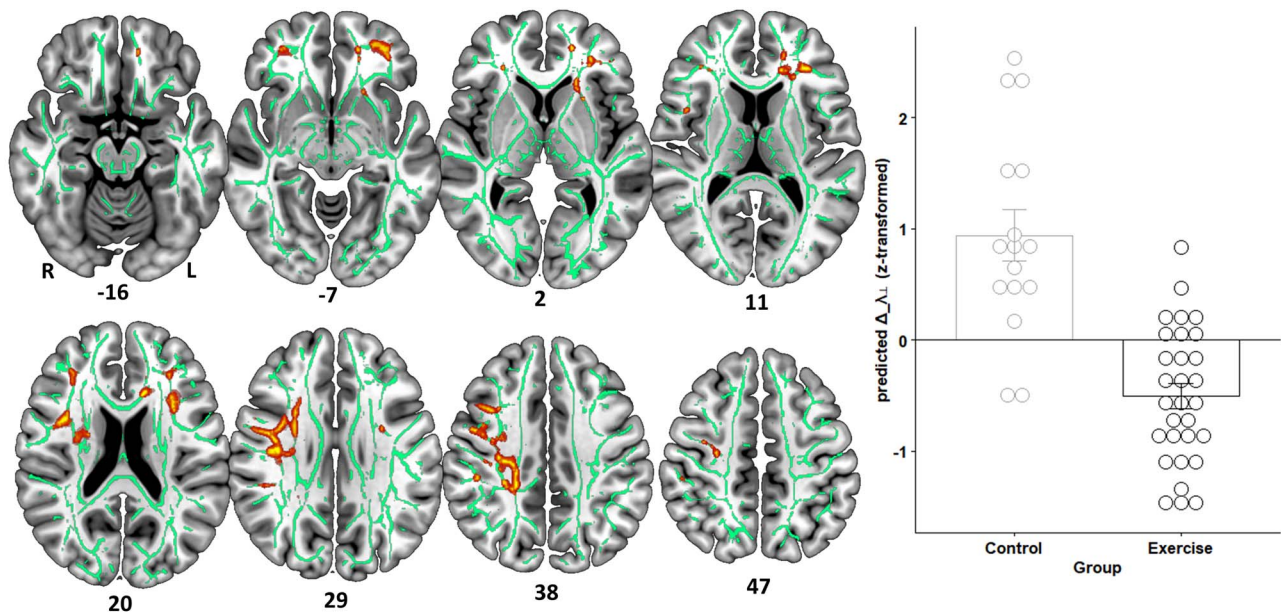 R
L
-16
-7
2
11
20
29
38
47
predicted Δ_λ⊥ (z-transformed)
2
1
0
-1
Control
Exercise
Group